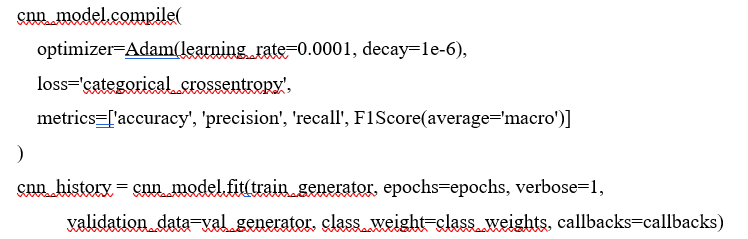 cnn_model.compile(
optimizer=Adam(learning_rate=0.0001, decay=1e-6),
loss='categorical_crossentropy',
metrics=['accuracy', 'precision', 'recall', F1Score(average='macro')]
)
cnn_history = cnn_model.fit(train_generator, epochs=epochs, verbose=1,
validation_data=val_generator, class_weight=class_weights, callbacks=callbacks)